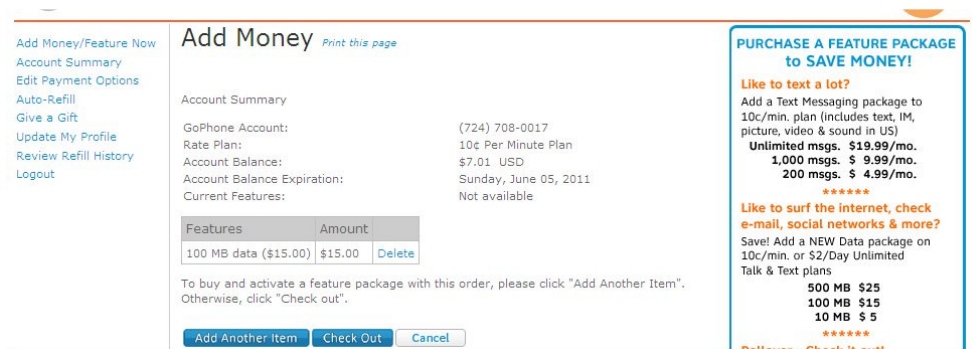 Add Money/Feature Now
Account Summary
Edit Payment Options
Auto-Refill
Give a Gift
Update My Profile
Review Refill History
Logout
Add Money Print this page
Account Summary
GoPhone Account: (724) 708-0017
Rate Plan: 10¢ Per Minute Plan
Account Balance: $7.01 USD
Account Balance Expiration: Sunday, June 05, 2011
Current Features: Not available
Features Amount
100 MB data ($15.00) $15.00 Delete
To buy and activate a feature package with this order, please click "Add Another Item".
Otherwise, click "Check out".
Add Another Item Check Out Cancel
PURCHASE A FEATURE PACKAGE
to SAVE MONEY!
Like to text a lot?
Add a Text Messaging package to
10c/min. plan (includes text, IM,
picture, video & sound in US)
Unlimited msgs. $19.99/mo.
1,000 msgs. $ 9.99/mo.
200 msgs. $ 4.99/mo.
******
Like to surf the internet, check
e-mail, social networks & more?
Save! Add a NEW Data package on
10c/min. or $2/Day Unlimited
Talk & Text plans
500 MB $25
100 MB $15
10 MB $ 5
******
Rollover - Check it out!